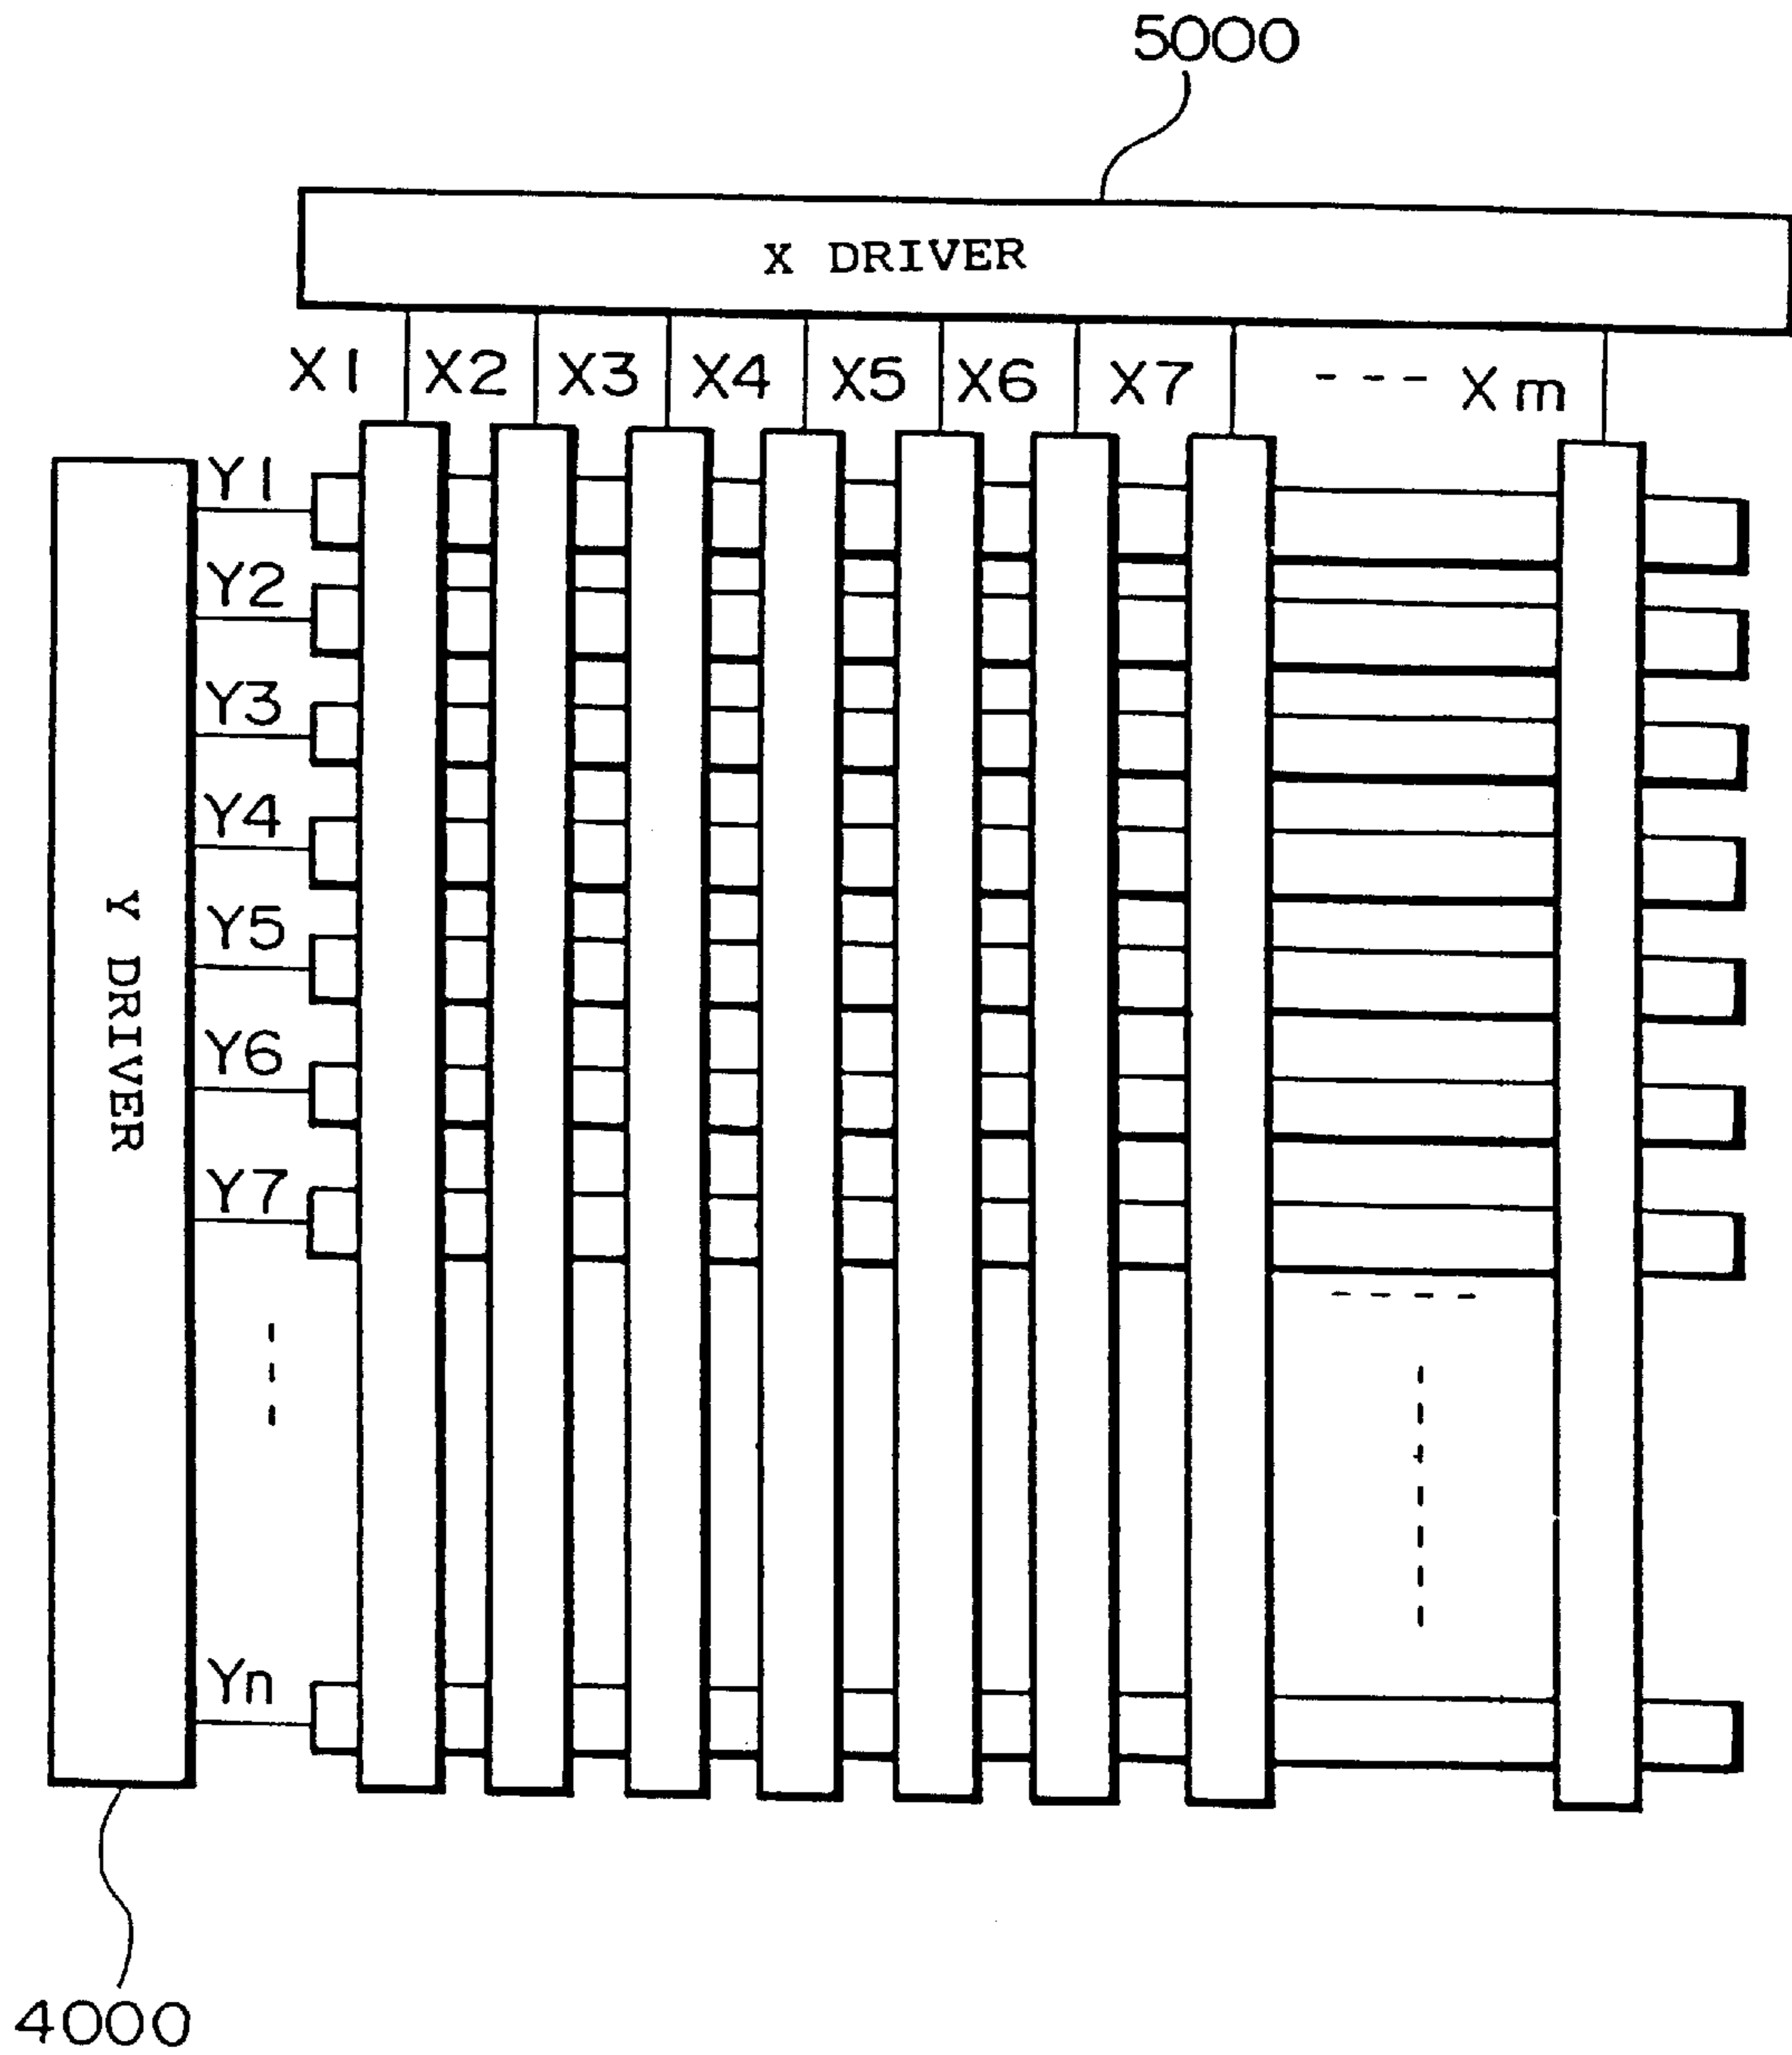 5000
X DRIVER
X1 X2 X3 X4 X5 X6 X7 --- Xm
Y1
Y2
Y3
Y4
Y5
Y6
Y7
Yn
Y DRIVER
4000